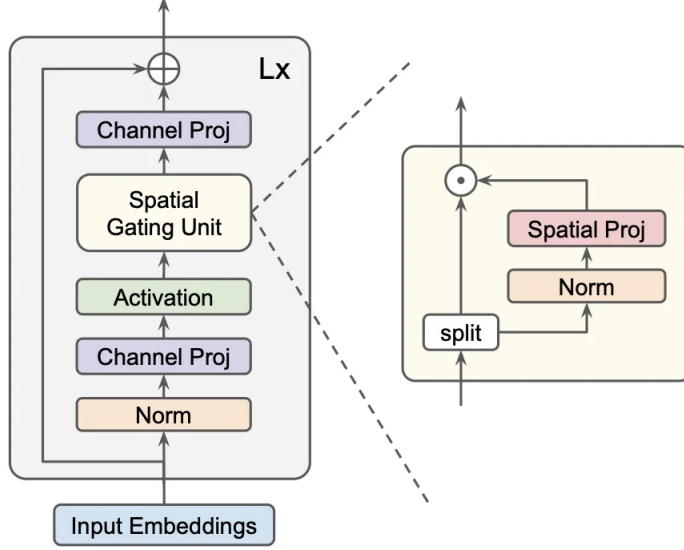 Lx
Channel Proj
Spatial
Gating Unit
Activation
Channel Proj
Norm
Input Embeddings
Spatial Proj
Norm
split